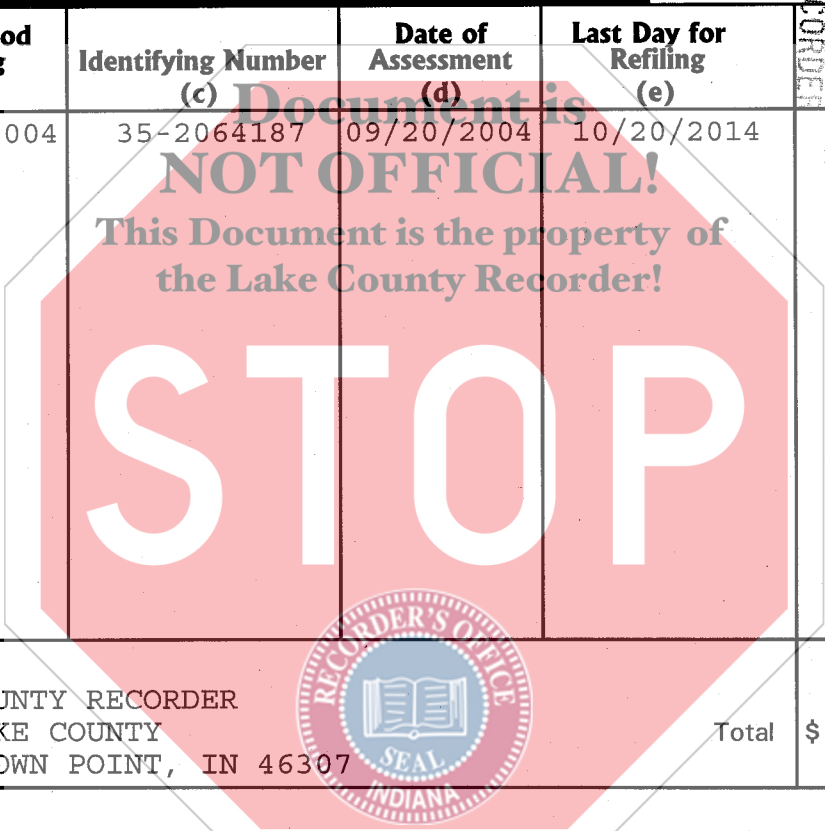 od Identifying Number Date of Assessment Last Day for Refiling
g (c) (d) (e)
CORDER
004 35-2064187 09/20/2004 10/20/2014
Document is
NOT OFFICIAL!
This Document is the property of
the Lake County Recorder!
STOP
RECORDER'S OFFICE
SEAL
INDIANA
UNTY RECORDER
KE COUNTY Total $
OWN POINT, IN 46307